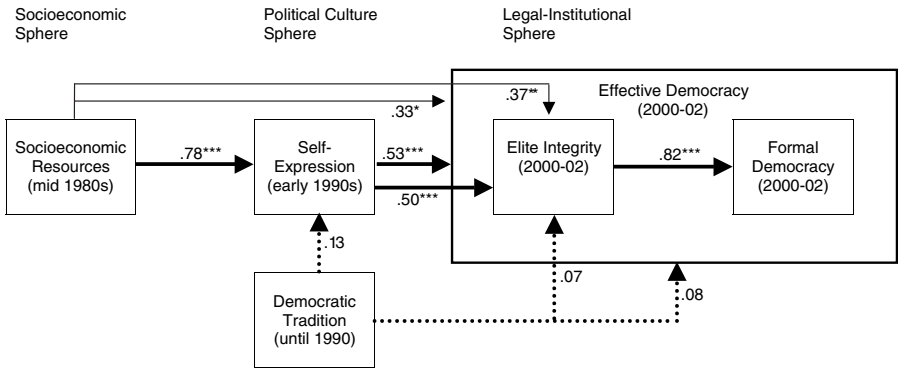 Socioeconomic
Sphere
Political Culture
Sphere
Legal-Institutional
Sphere
Effective Democracy
(2000-02)
.37**
.33*
Socioeconomic
Resources
(mid 1980s)
.78***
Self-
Expression
(early 1990s)
.53***
.50***
Elite Integrity
(2000-02)
.82***
Formal
Democracy
(2000-02)
.13
.07
.08
Democratic
Tradition
(until 1990)